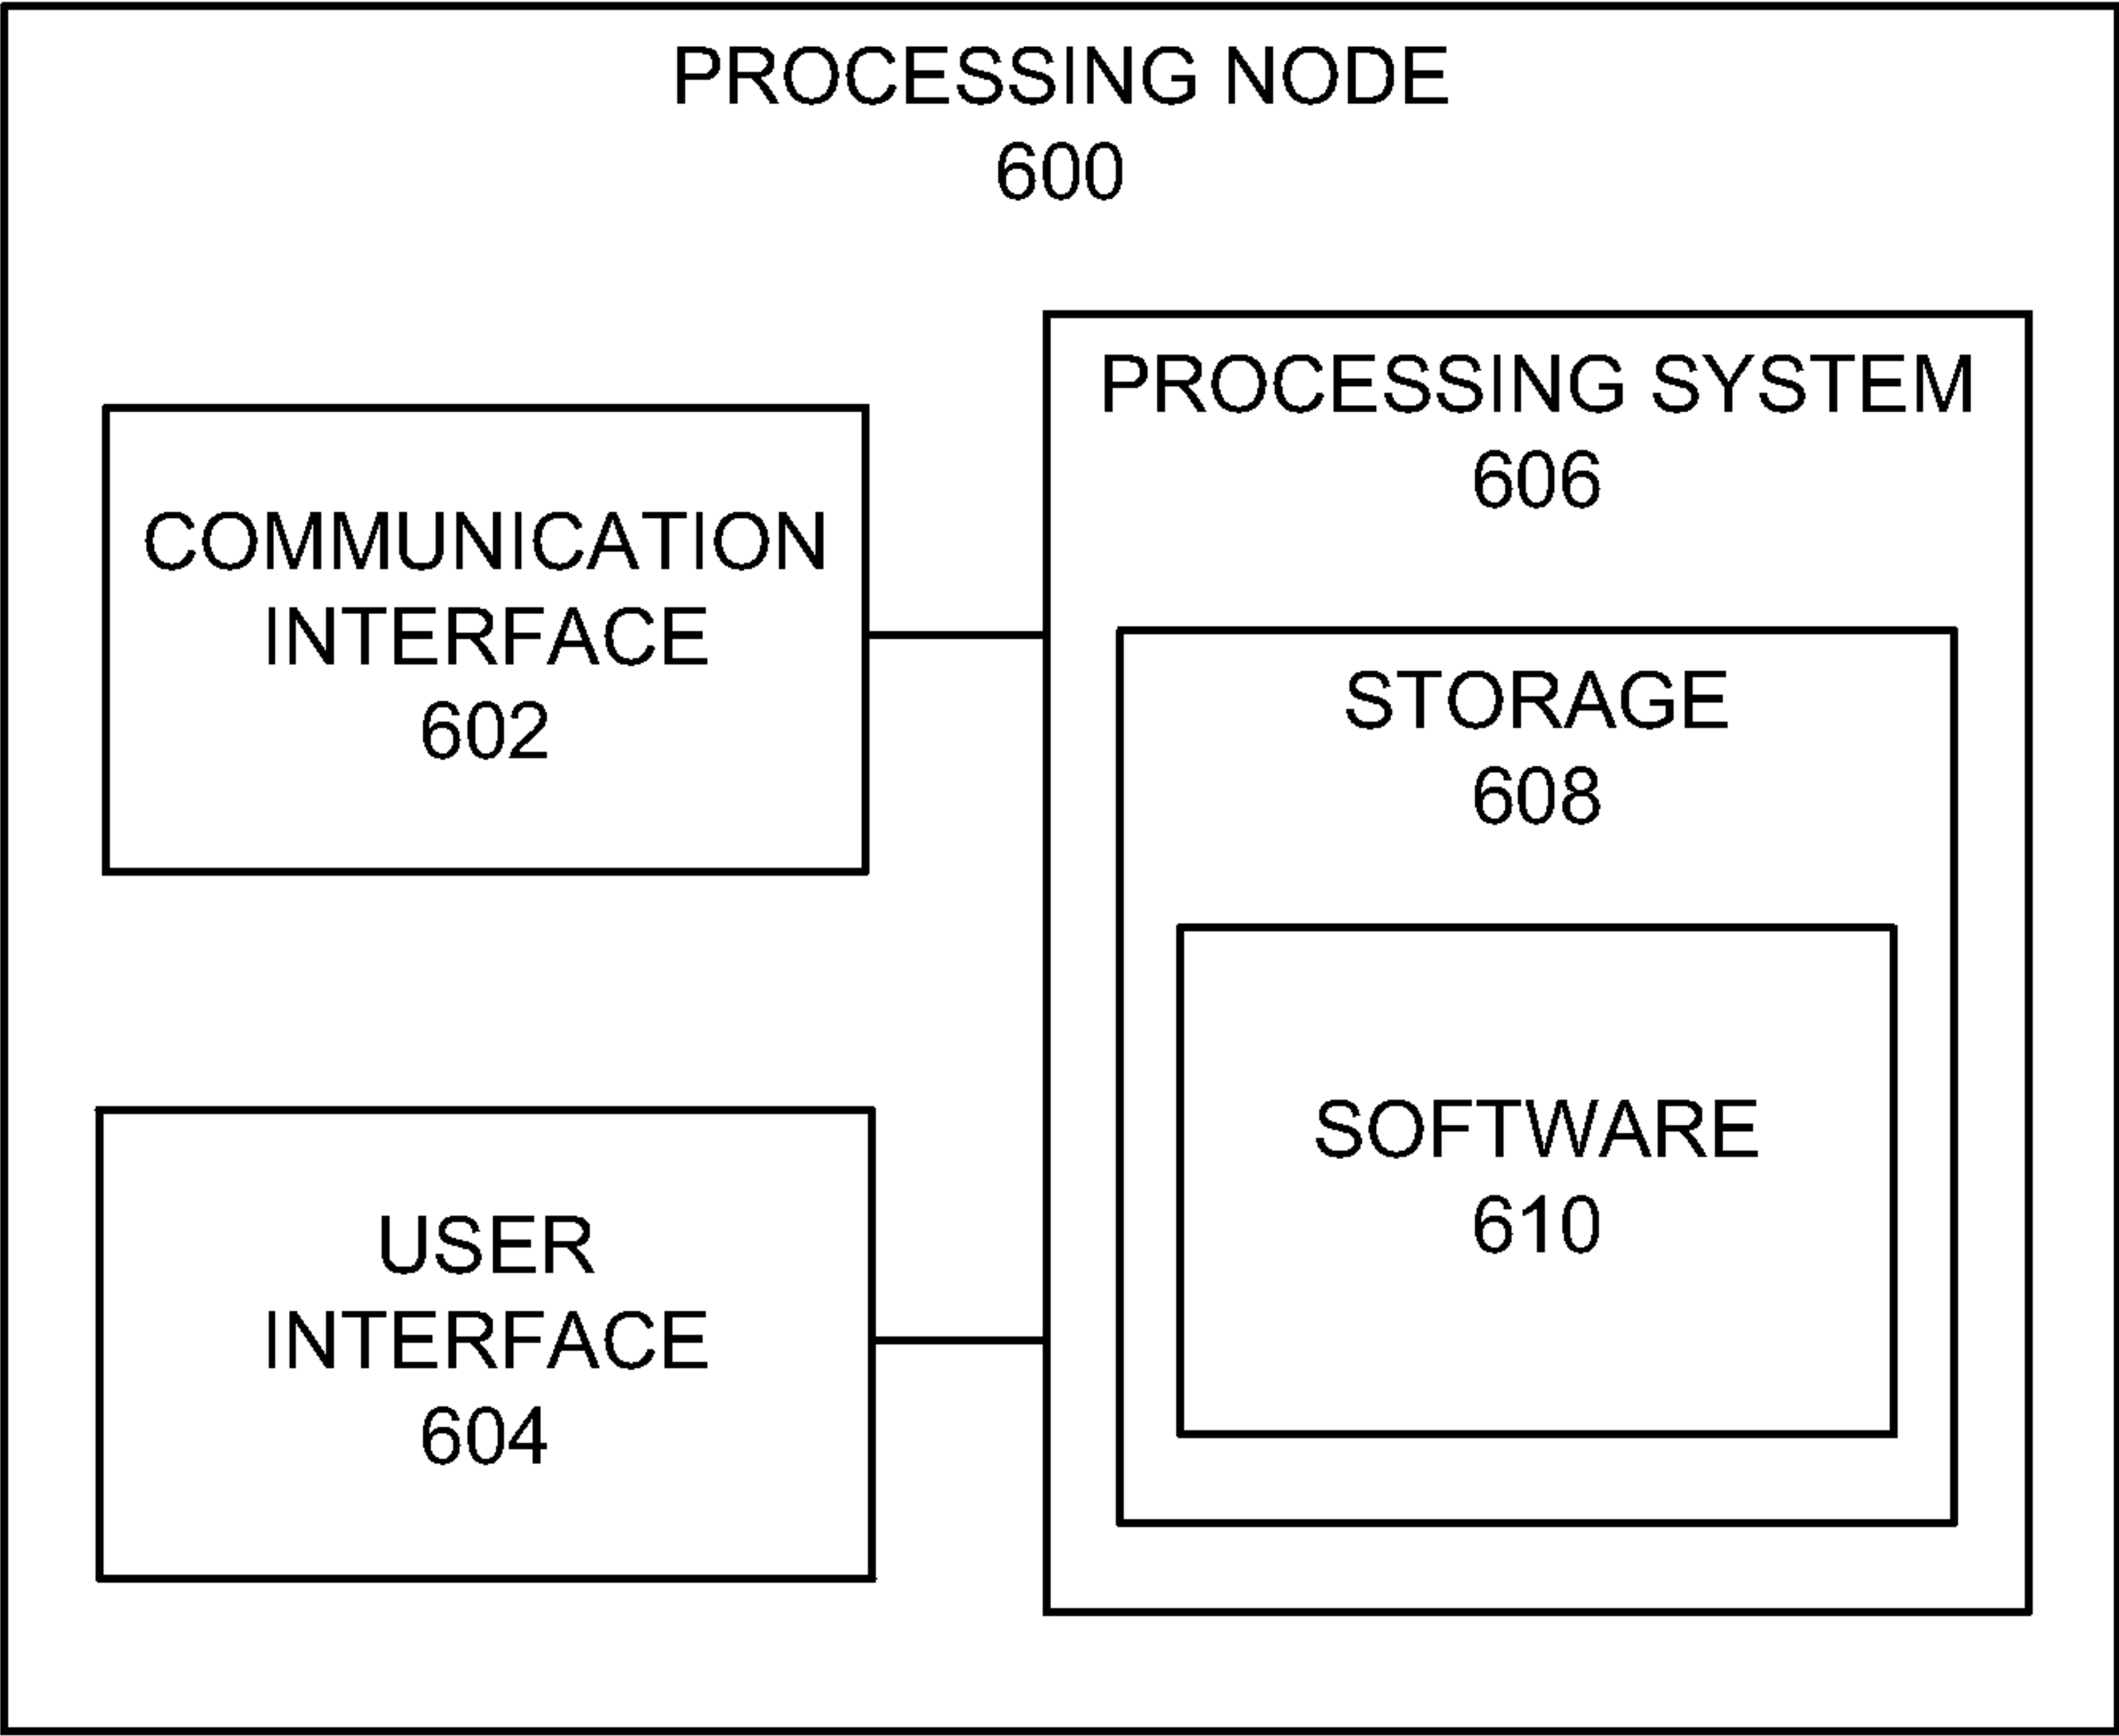 PROCESSING NODE
600
PROCESSING SYSTEM
606
COMMUNICATION
INTERFACE
602
STORAGE
608
SOFTWARE
610
USER
INTERFACE
604